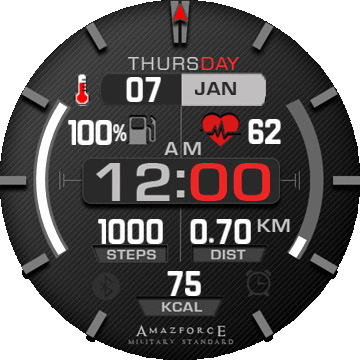 THURSDAY
07 JAN
100% 62
AM
12:00
1000 0.70 KM
STEPS DIST
75
KCAL
AMAZFORCE
MILITARY STANDARD